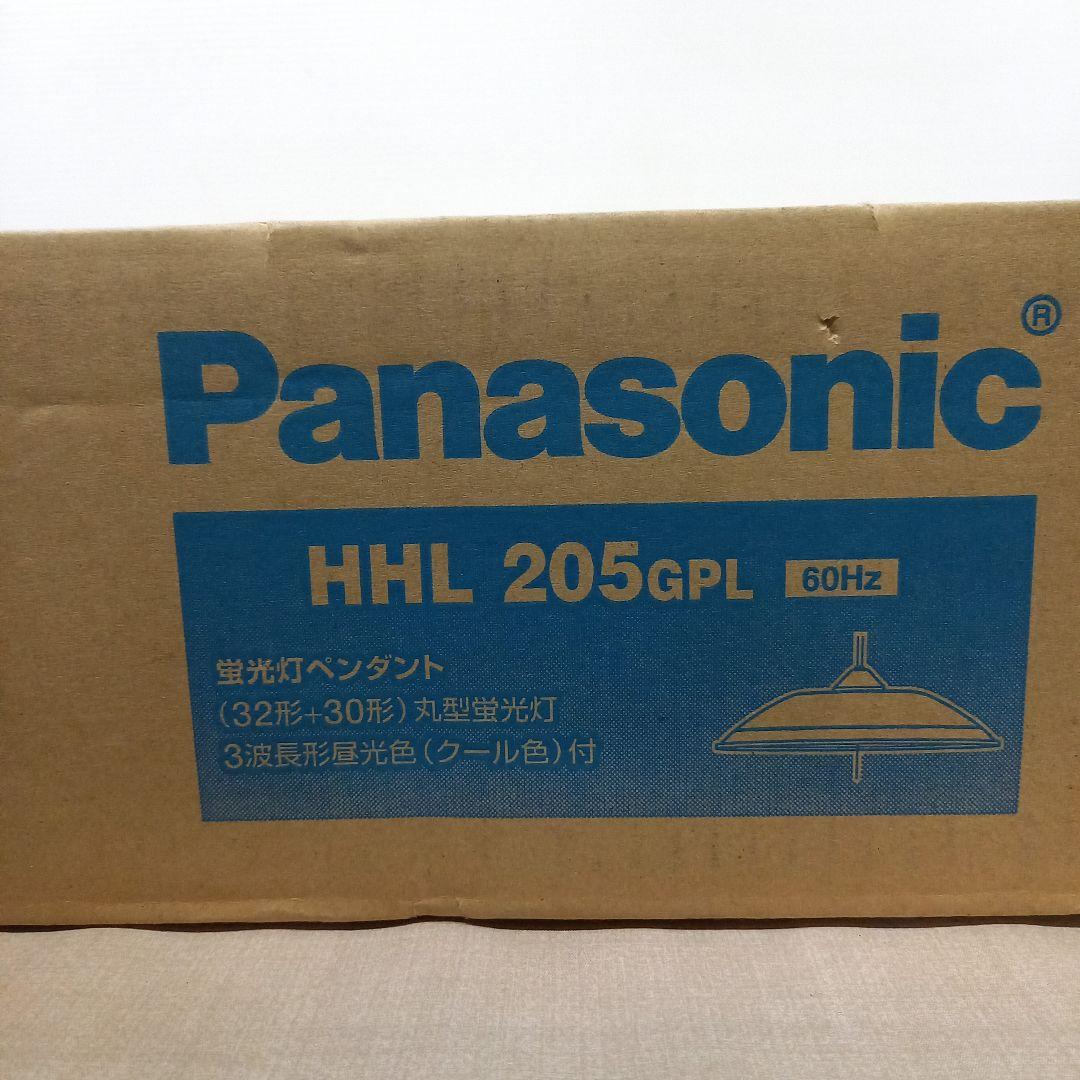 Panasonic®
HHL 205GPL 60Hz
蛍光灯ペンダント
(32形+30形)丸型蛍光灯
3波長形昼光色(クール色)付